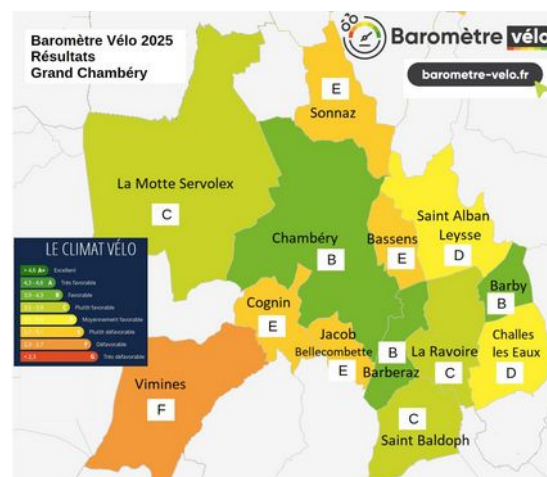 Baromètre Vélo 2025
Résultats
Grand Chambéry
Baromètre vélo
barometre-velo.fr
E
Sonnaz
La Motte Servolex
C
Chambéry
B
Bassens
E
Saint Alban
Leysse
D
Barby
B
Cognin
E
Jacob
Bellecombette
E
B
Barberaz
La Ravoire
C
Challes
les Eaux
D
Vimines
F
C
Saint Baldoph
LE CLIMAT VÉLO
A+ Excellent
A Très favorable
B Favorable
C Plutôt favorable
Moyennement favorable
Plutôt défavorable
F Défavorable
G Très défavorable